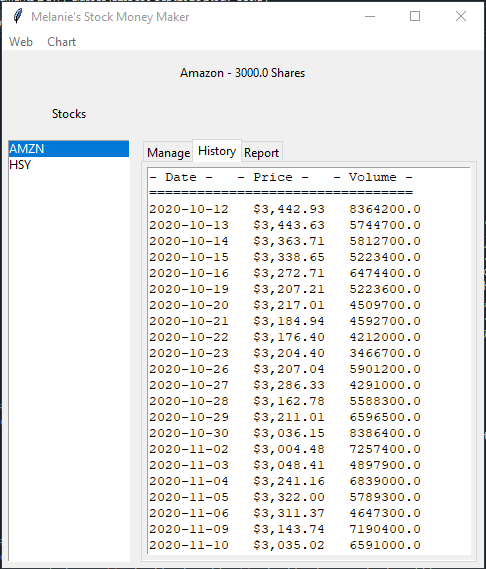 Melanie's Stock Money Maker
Web Chart
Amazon - 3000.0 Shares
Stocks
AMZN
HSY
Manage History Report
- Date - - Price - - Volume -
=================================
2020-10-12 $3,442.93 8364200.0
2020-10-13 $3,443.63 5744700.0
2020-10-14 $3,363.71 5812700.0
2020-10-15 $3,338.65 5223400.0
2020-10-16 $3,272.71 6474400.0
2020-10-19 $3,207.21 5223600.0
2020-10-20 $3,217.01 4509700.0
2020-10-21 $3,184.94 4592700.0
2020-10-22 $3,176.40 4212000.0
2020-10-23 $3,204.40 3466700.0
2020-10-26 $3,207.04 5901200.0
2020-10-27 $3,286.33 4291000.0
2020-10-28 $3,162.78 5588300.0
2020-10-29 $3,211.01 6596500.0
2020-10-30 $3,036.15 8386400.0
2020-11-02 $3,004.48 7257400.0
2020-11-03 $3,048.41 4897900.0
2020-11-04 $3,241.16 6839000.0
2020-11-05 $3,322.00 5789300.0
2020-11-06 $3,311.37 4647300.0
2020-11-09 $3,143.74 7190400.0
2020-11-10 $3,035.02 6591000.0